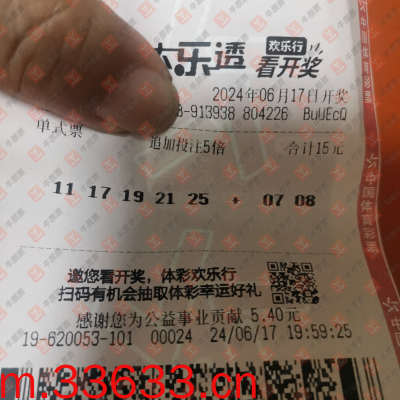 乐透 欢乐行
看开奖
2024年06月17日开奖
-913938 804226 BuUEcQ
单式票 追加投注5倍 合计15元
11 17 19 21 25 + 07 08
邀您看开奖，体彩欢乐行
扫码有机会抽取体彩幸运好礼
感谢您为公益事业贡献 5.40元
19-620053-101 00024 24/06/17 19:59:25
中国体育彩票
m.33633.cn